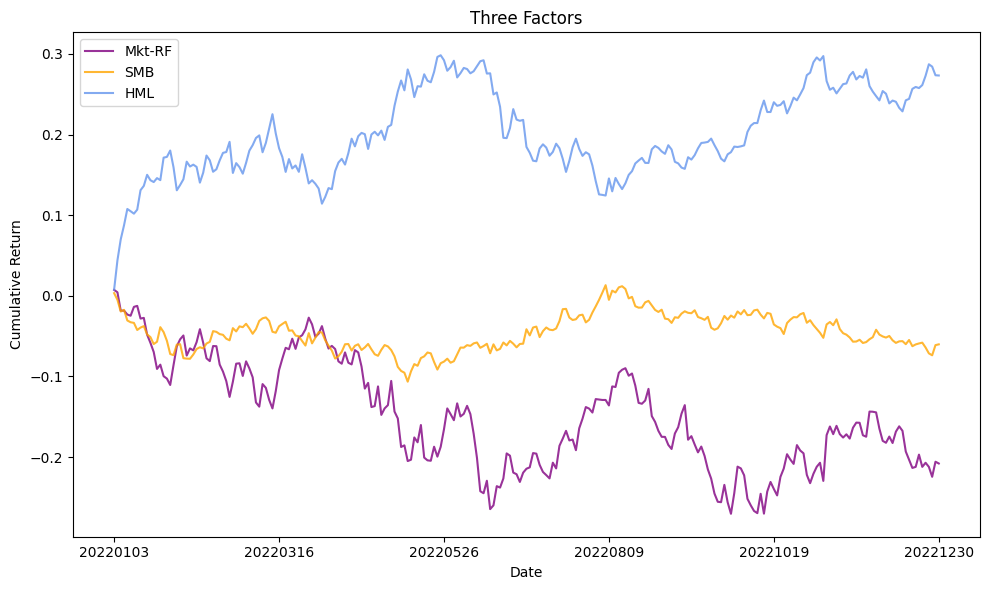 Three Factors
Mkt-RF
SMB
HML
Cumulative Return
0.3
0.2
0.1
0.0
−0.1
−0.2
20220103 20220316 20220526 20220809 20221019 20221230
Date